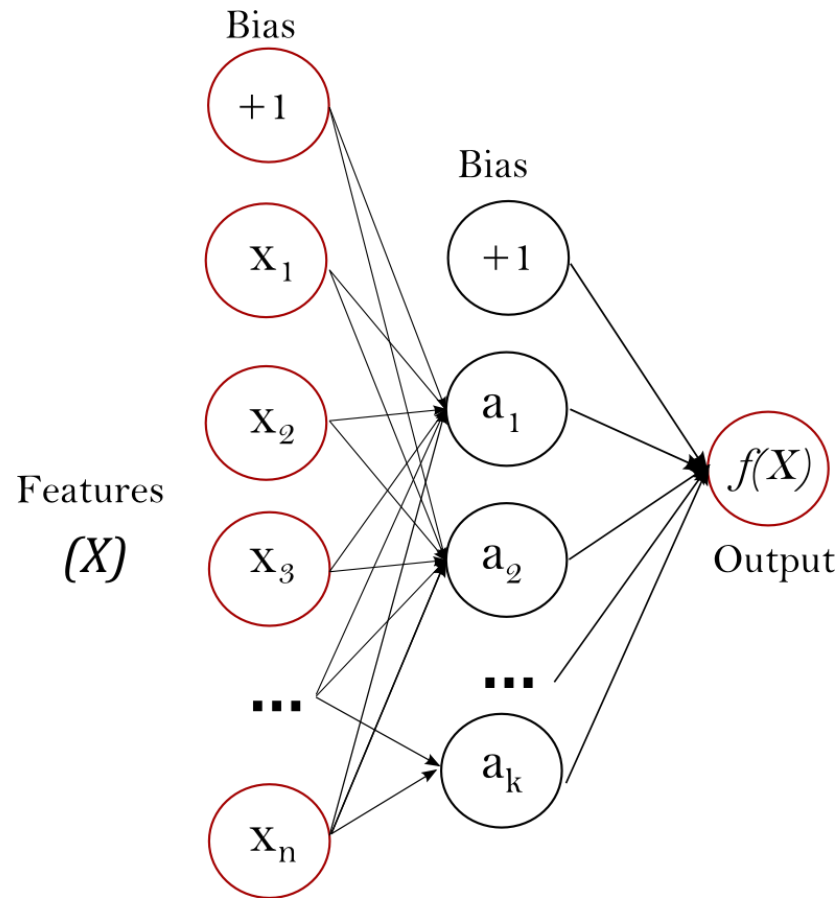 Bias
+1
x₁
x₂
x₃
...
xₙ
Features
(X)
Bias
+1
a₁
a₂
...
aₖ
f(X)
Output